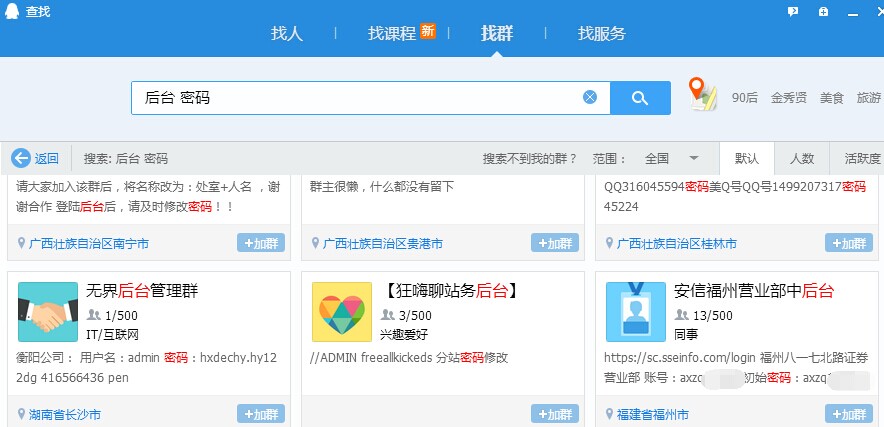 查找
找人
找课程 新
找群
找服务
后台 密码
90后 金秀贤 美食 旅游
返回
搜索: 后台 密码
搜索不到我的群？
范围：
全国
默认
人数
活跃度
请大家加入该群后，将名称改为：处室+人名 ，谢
谢合作 登陆后台后，请及时修改密码！！
广西壮族自治区南宁市
+加群
群主很懒，什么都没有留下
广西壮族自治区贵港市
+加群
QQ316045594密码美Q号QQ号1499207317密码
45224
广西壮族自治区桂林市
+加群
无界后台管理群
1/500
IT/互联网
衡阳公司： 用户名：admin 密码：hxdechy.hy12
2dg 416566436 pen
湖南省长沙市
+加群
【狂嗨聊站务后台】
3/500
兴趣爱好
//ADMIN freeallkickeds 分站密码修改
+加群
安信福州营业部中后台
13/500
同事
https://sc.sseinfo.com/login 福州八一七北路证券
营业部 账号：axzq 初始密码：axzq
福建省福州市
+加群